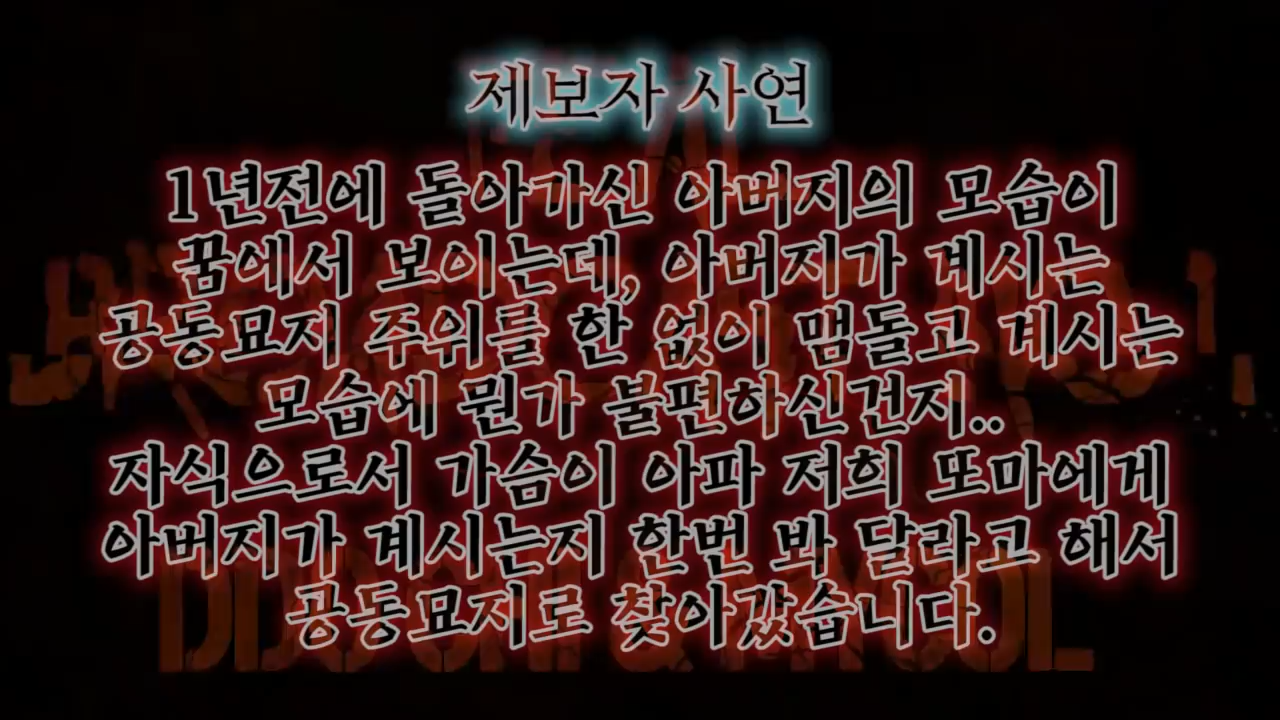 제보자 사연
1년전에 돌아가신 아버지의 모습이
꿈에서 보이는데, 아버지가 계시는
공동묘지 주위를 한 없이 맴돌고 계시는
모습에 뭔가 불편하신건지..
자식으로서 가슴이 아파 저희 또마에게
아버지가 계시는지 한번 봐 달라고 해서
공동묘지로 찾아갔습니다.